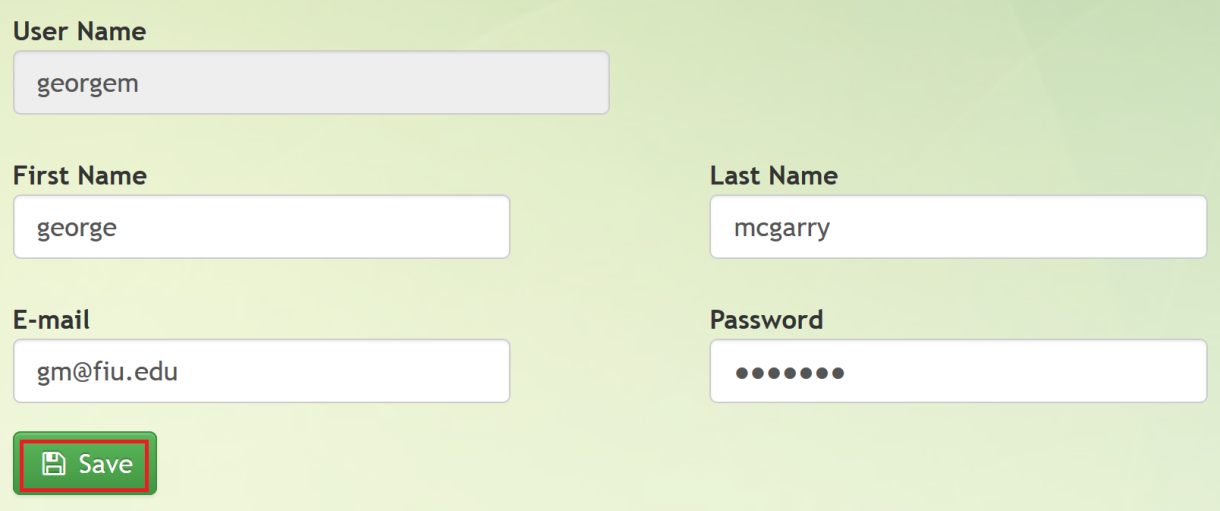 User Name
georgem
First Name
Last Name
george
mcgarry
E-mail
Password
gm@fiu.edu
●●●●●●●
Save